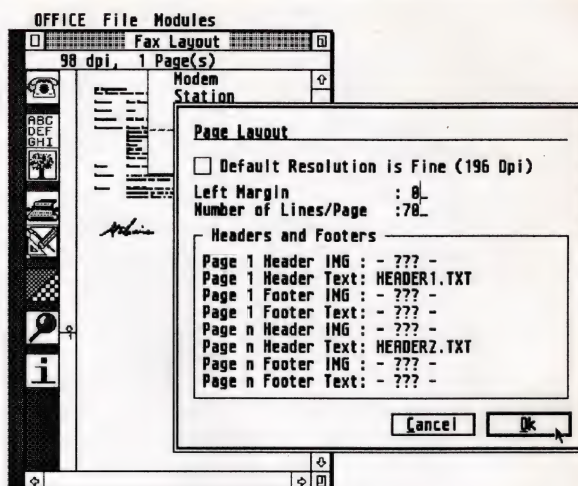 OFFICE File Modules
Fax Layout
98 dpi, 1 Page(s)
Modem
Station
ABC
DEF
GHI
Page Layout
Default Resolution is Fine (196 Dpi)
Left Margin : 0_
Number of Lines/Page :70_
Headers and Footers
Page 1 Header IMG : - ??? -
Page 1 Header Text: HEADER1.TXT
Page 1 Footer IMG : - ??? -
Page 1 Footer Text: - ??? -
Page n Header IMG : - ??? -
Page n Header Text: HEADER2.TXT
Page n Footer IMG : - ??? -
Page n Footer Text: - ??? -
Cancel Ok